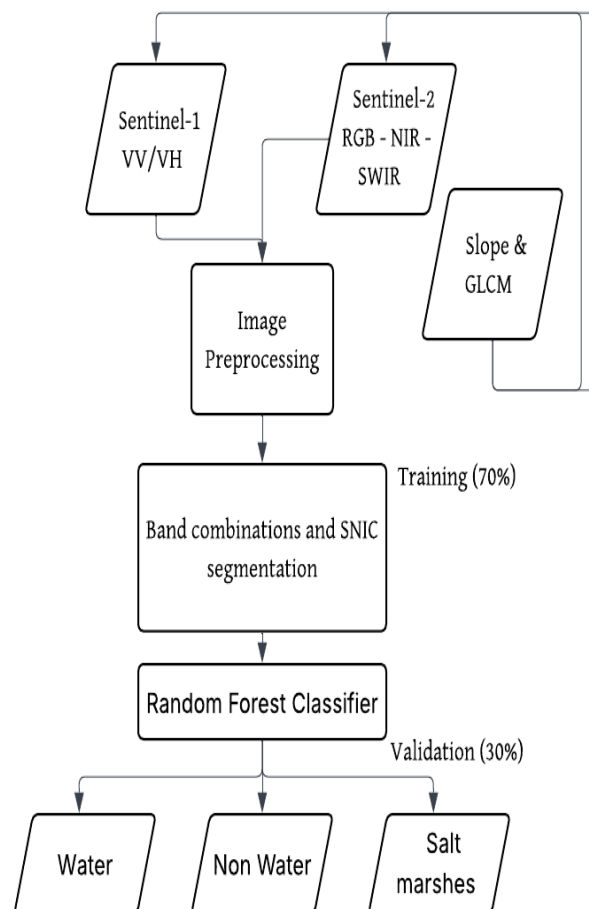 Sentinel-1
VV/VH
Sentinel-2
RGB - NIR -
SWIR
Slope &
GLCM
Image
Preprocessing
Training (70%)
Band combinations and SNIC
segmentation
Random Forest Classifier
Validation (30%)
Water
Non Water
Salt
marshes